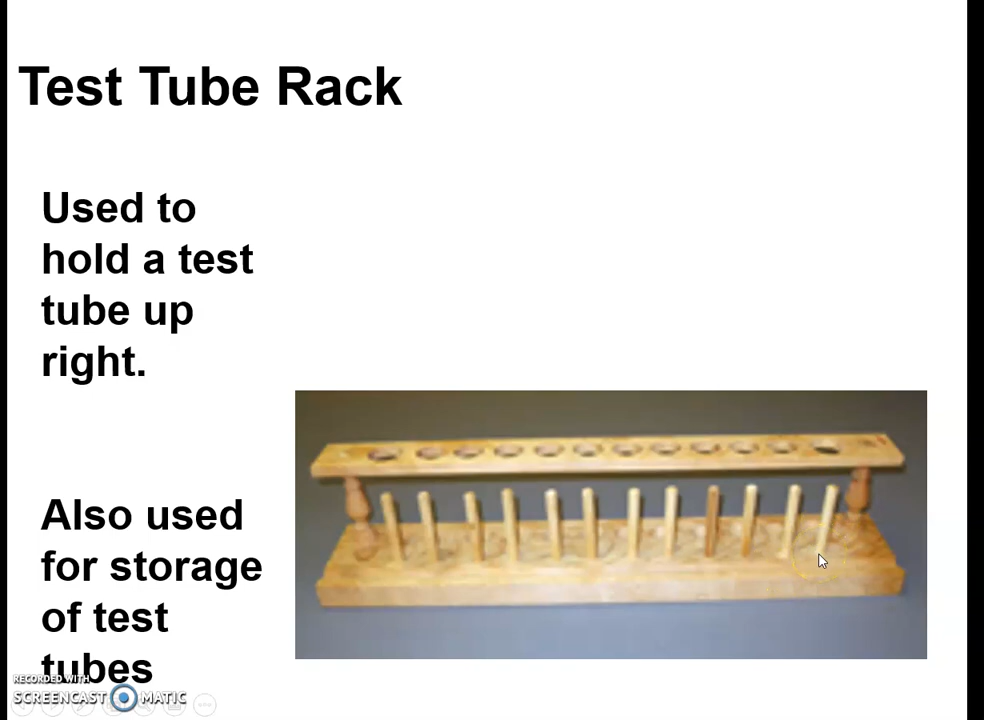 Test Tube Rack
Used to
hold a test
tube up
right.
Also used
for storage
of test
tubes
RECORDED WITH
SCREENCAST MATIC